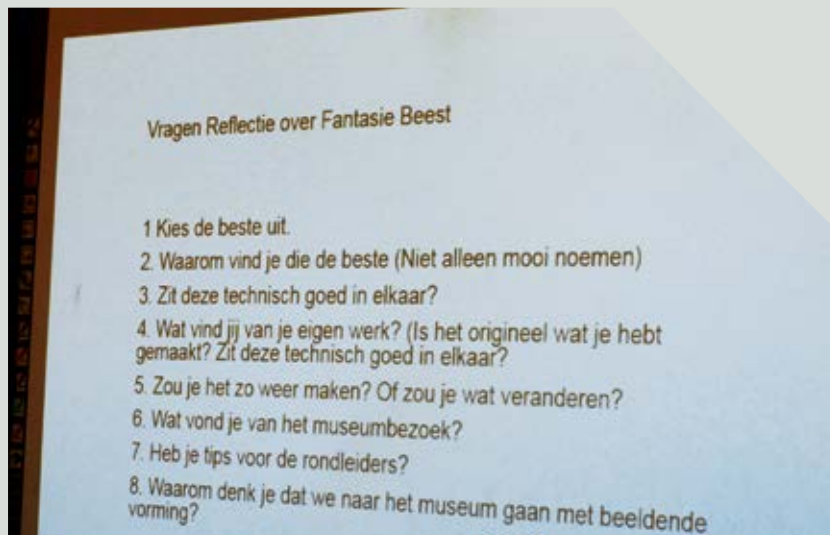 Vragen Reflectie over Fantasie Beest
1 Kies de beste uit.
2. Waarom vind je die de beste (Niet alleen mooi noemen)
3. Zit deze technisch goed in elkaar?
4. Wat vind jij van je eigen werk? (Is het origineel wat je hebt
gemaakt? Zit deze technisch goed in elkaar?
5. Zou je het zo weer maken? Of zou je wat veranderen?
6. Wat vond je van het museumbezoek?
7. Heb je tips voor de rondleiders?
8. Waarom denk je dat we naar het museum gaan met beeldende
vorming?